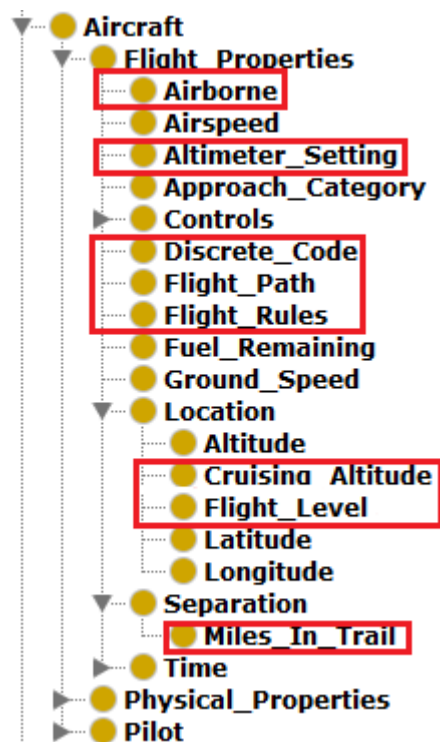 Aircraft
Flight_Properties
Airborne
Airspeed
Altimeter_Setting
Approach_Category
Controls
Discrete_Code
Flight_Path
Flight_Rules
Fuel_Remaining
Ground_Speed
Location
Altitude
Cruising_Altitude
Flight_Level
Latitude
Longitude
Separation
Miles_In_Trail
Time
Physical_Properties
Pilot